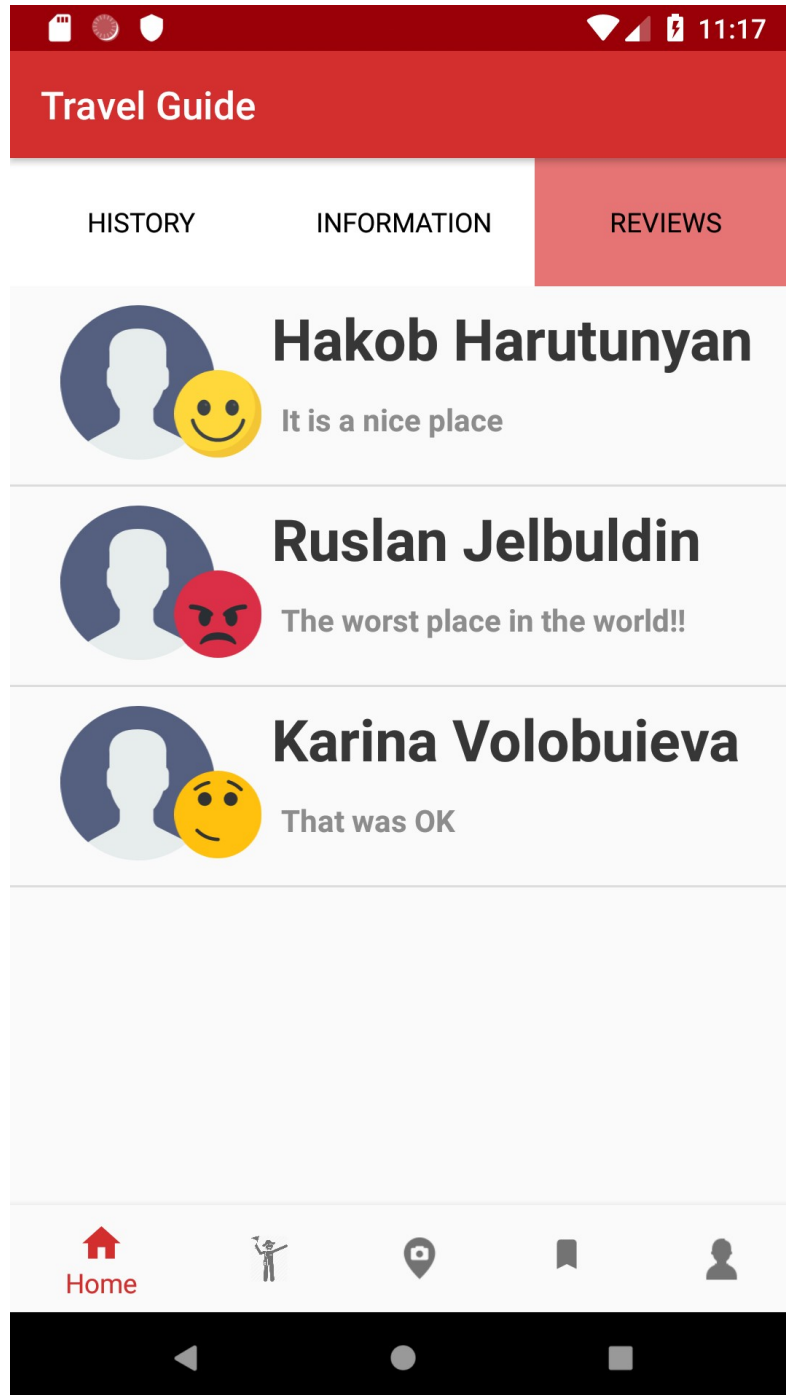 11:17
Travel Guide
HISTORY INFORMATION REVIEWS
Hakob Harutunyan
It is a nice place
Ruslan Jelbuldin
The worst place in the world!!
Karina Volobuieva
That was OK
Home